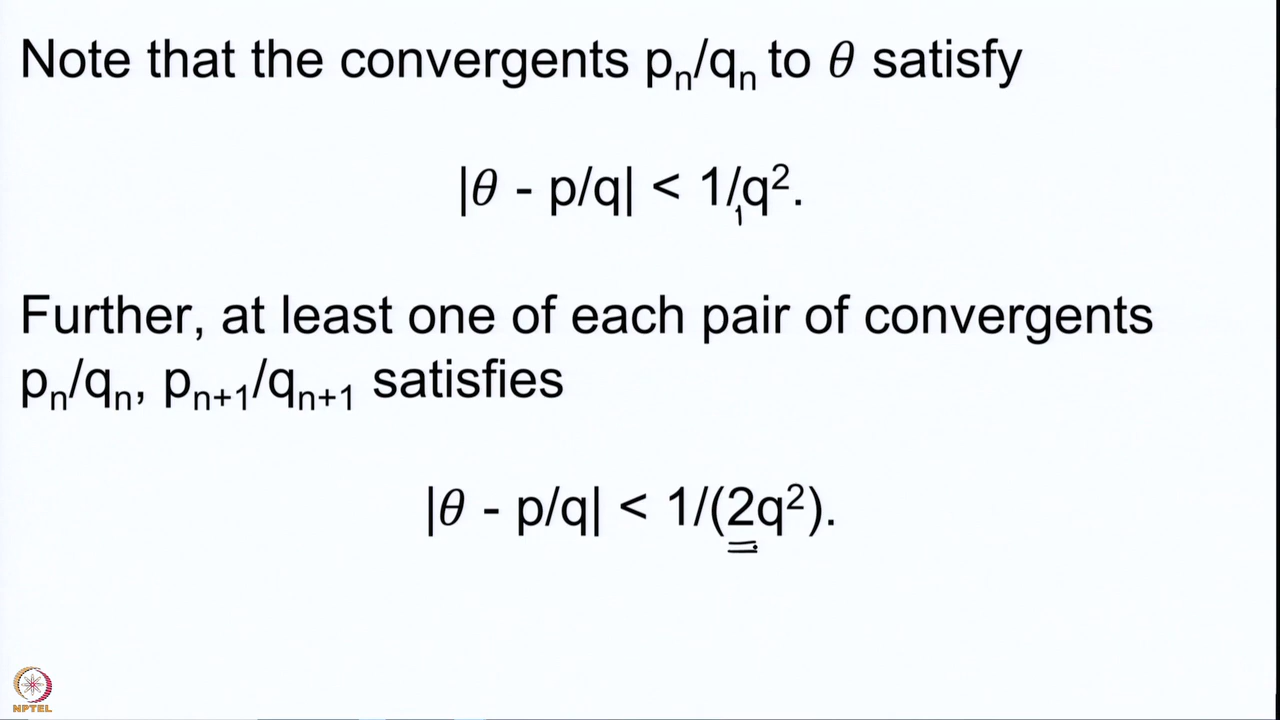 Note that the convergents pₙ/qₙ to θ satisfy
|θ - p/q| < 1/q².
1
Further, at least one of each pair of convergents
pₙ/qₙ, pₙ₊₁/qₙ₊₁ satisfies
|θ - p/q| < 1/(2q²).
NPTEL